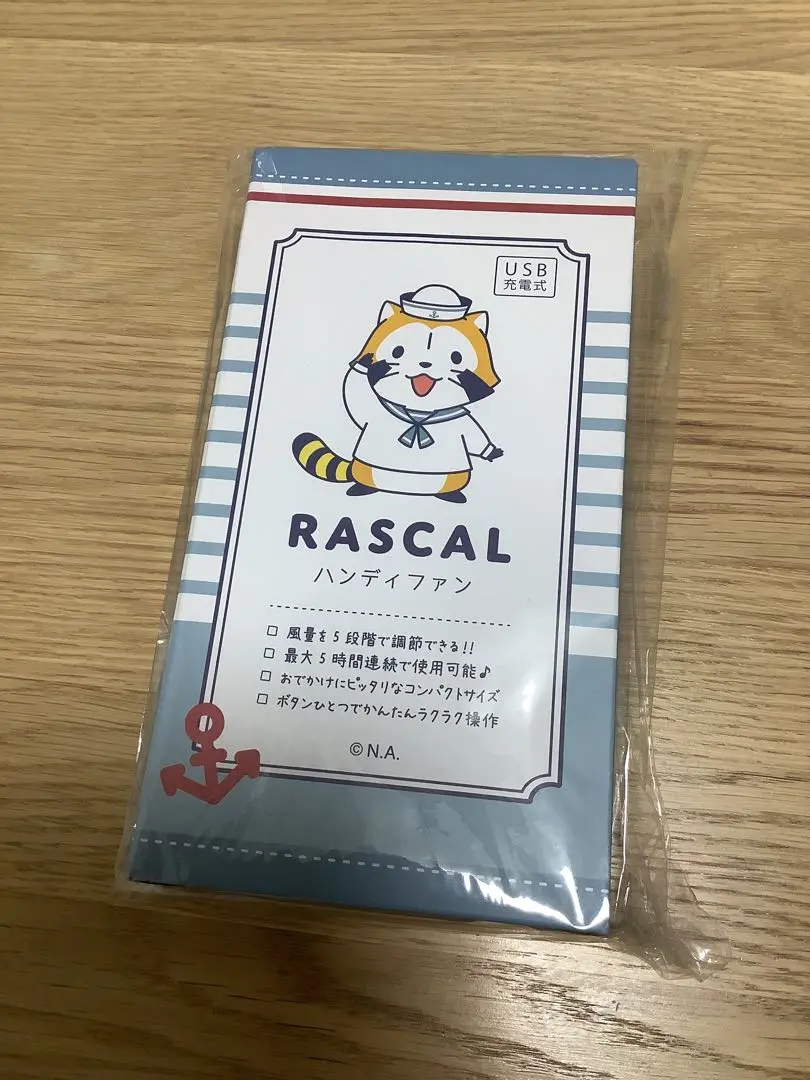 USB
充電式
RASCAL
ハンディファン
□ 風量を5段階で調節できる!!
□ 最大5時間連続で使用可能♪
□ おでかけにピッタリなコンパクトサイズ
□ ボタンひとつでかんたんラクラク操作
© N.A.